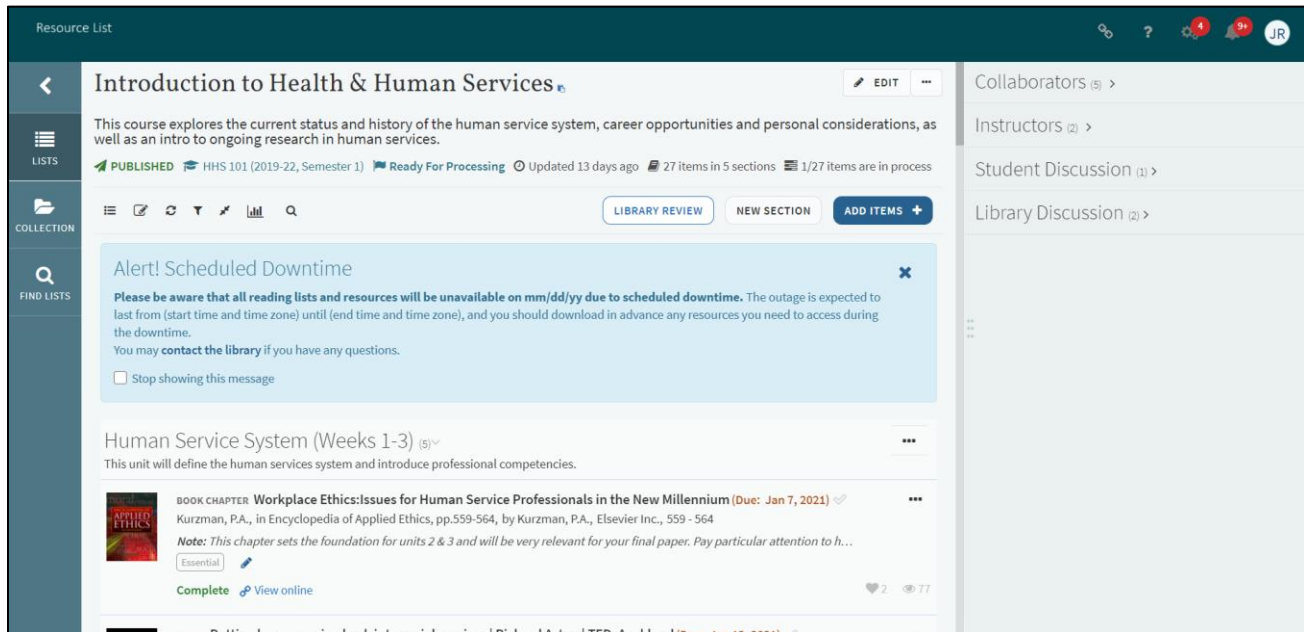 Resource List
?
4
9+
JR
Introduction to Health & Human Services
EDIT
This course explores the current status and history of the human service system, career opportunities and personal considerations, as
well as an intro to ongoing research in human services.
PUBLISHED HHS 101 (2019-22, Semester 1) Ready For Processing Updated 13 days ago 27 items in 5 sections 1/27 items are in process
LISTS
COLLECTION
FIND LISTS
LIBRARY REVIEW NEW SECTION ADD ITEMS +
Alert! Scheduled Downtime
Please be aware that all reading lists and resources will be unavailable on mm/dd/yy due to scheduled downtime. The outage is expected to
last from (start time and time zone) until (end time and time zone), and you should download in advance any resources you need to access during
the downtime.
You may contact the library if you have any questions.
Stop showing this message
Human Service System (Weeks 1-3) (5)
This unit will define the human services system and introduce professional competencies.
APPLIED
ETHICS
BOOK CHAPTER Workplace Ethics:Issues for Human Service Professionals in the New Millennium (Due: Jan 7, 2021)
Kurzman, P.A., in Encyclopedia of Applied Ethics, pp.559-564, by Kurzman, P.A., Elsevier Inc., 559 - 564
Note: This chapter sets the foundation for units 2 & 3 and will be very relevant for your final paper. Pay particular attention to h...
Essential
Complete View online
2 77
Collaborators (5) >
Instructors (2) >
Student Discussion (1) >
Library Discussion (2) >